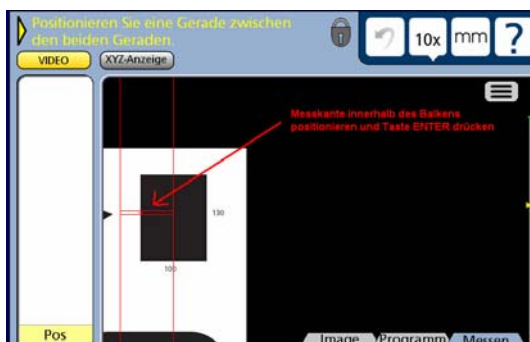 Positionieren Sie eine Gerade zwischen
den beiden Geraden.
10x
mm
?
VIDEO
XYZ-Anzeige
Messkante innerhalb des Balkens
positionieren und Taste ENTER drücken
130
100
Pos
Image
Programm
Messen